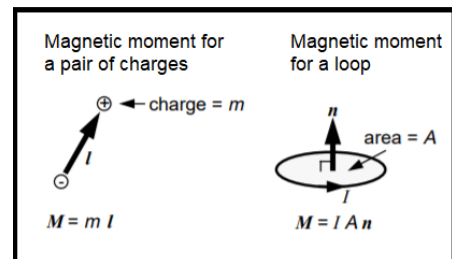 Magnetic moment for
a pair of charges
⊕ charge = m
l
⊖
M = m l
Magnetic moment
for a loop
n
area = A
I
M = I A n